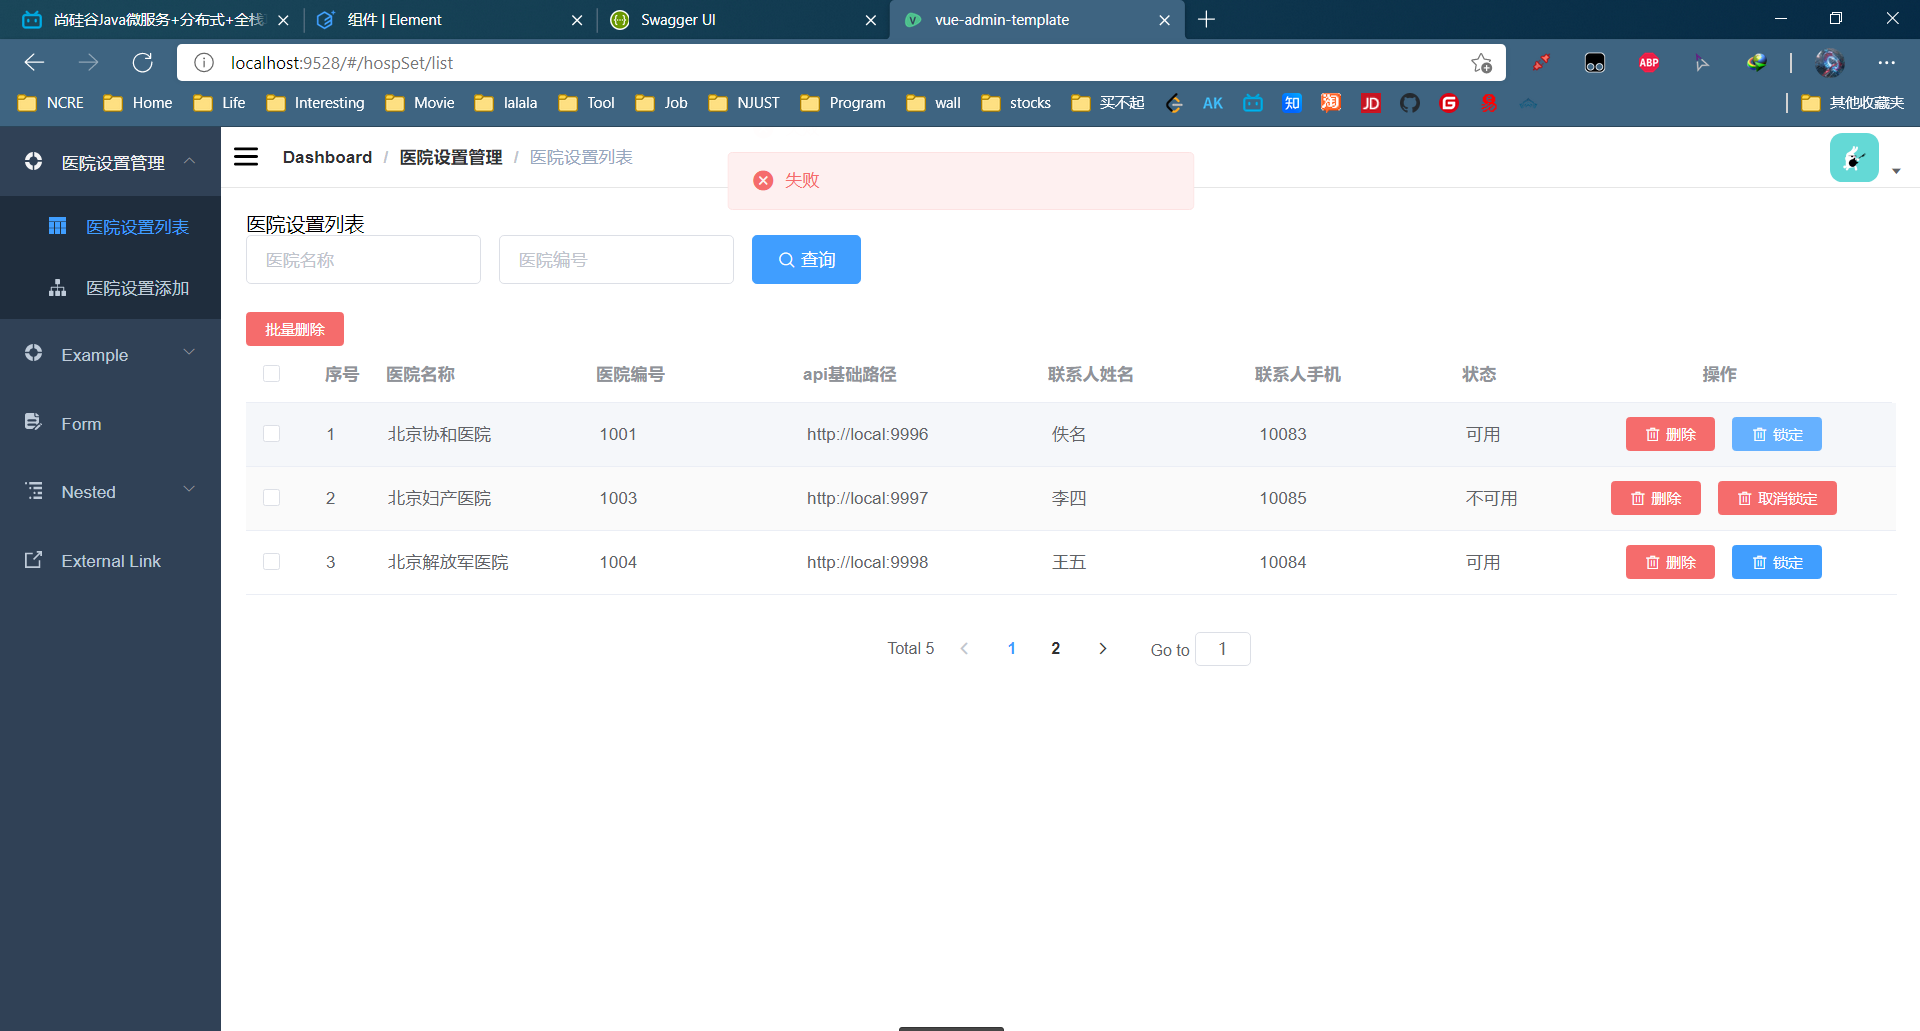 尚硅谷Java微服务+分布式+全栈
组件 | Element
Swagger UI
vue-admin-template
localhost:9528/#/hospSet/list
ABP
NCRE
Home
Life
Interesting
Movie
lalala
Tool
Job
NJUST
Program
wall
stocks
买不起
AK
知
淘
JD
G
其他收藏夹
医院设置管理
医院设置列表
医院设置添加
Example
Form
Nested
External Link
Dashboard / 医院设置管理 / 医院设置列表
失败
医院设置列表
医院名称
医院编号
查询
批量删除
序号 医院名称 医院编号 api基础路径 联系人姓名 联系人手机 状态 操作
1 北京协和医院 1001 http://local:9996 佚名 10083 可用 删除 锁定
2 北京妇产医院 1003 http://local:9997 李四 10085 不可用 删除 取消锁定
3 北京解放军医院 1004 http://local:9998 王五 10084 可用 删除 锁定
Total 5 1 2 Go to 1